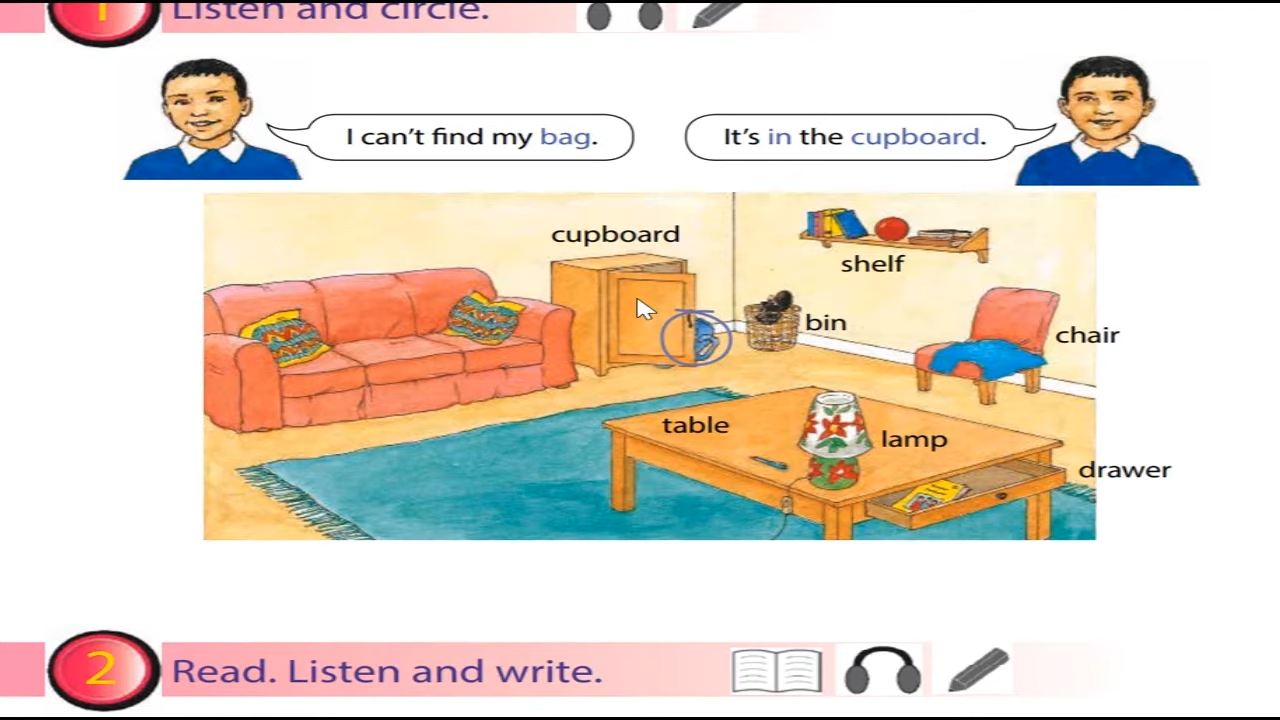 1 Listen and circle.
I can't find my bag.
It's in the cupboard.
cupboard
shelf
bin
chair
table
lamp
drawer
2 Read. Listen and write.